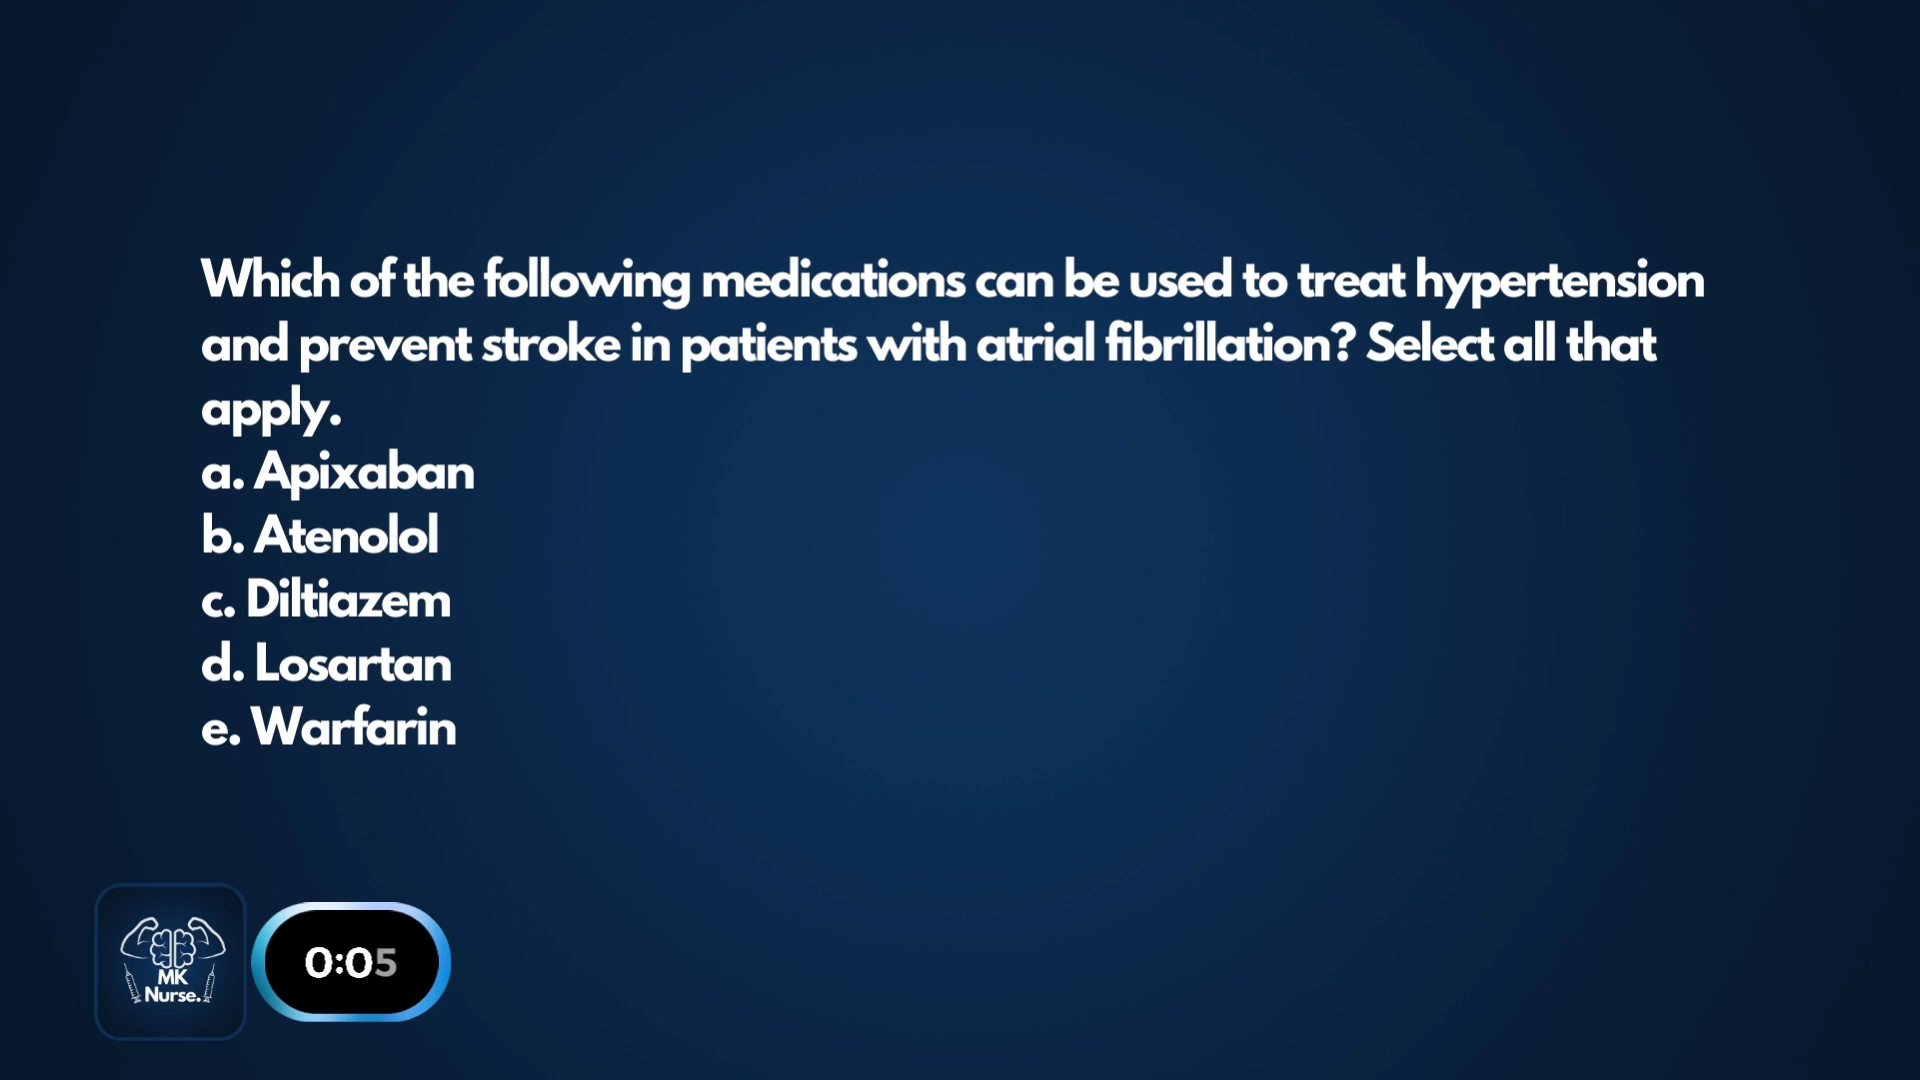 Which of the following medications can be used to treat hypertension
and prevent stroke in patients with atrial fibrillation? Select all that
apply.
a. Apixaban
b. Atenolol
c. Diltiazem
d. Losartan
e. Warfarin
MK
Nurse.
0:05